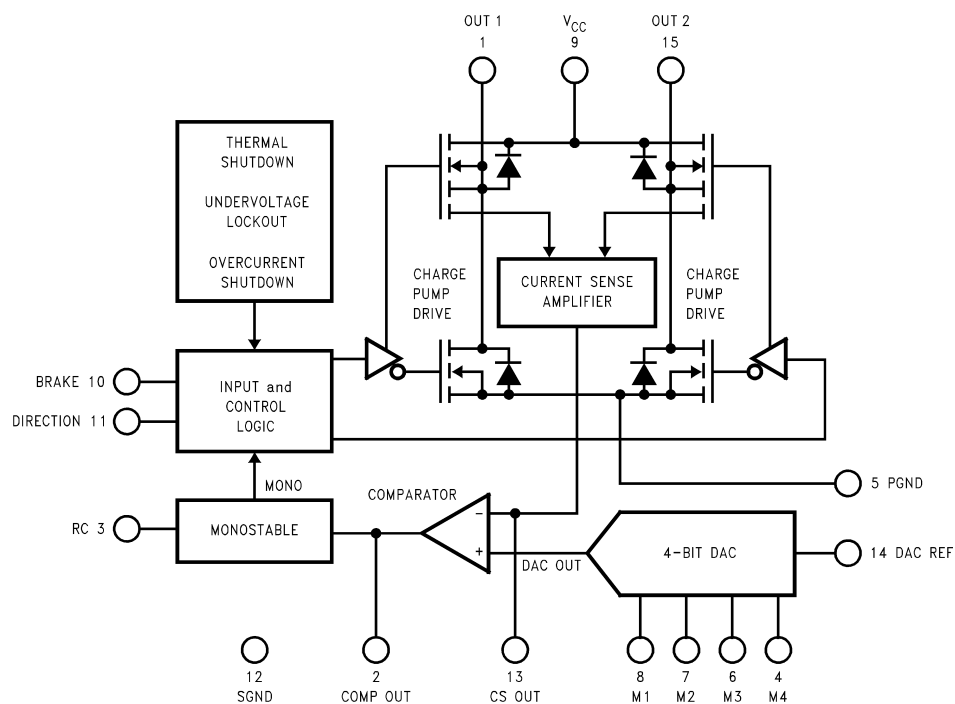 OUT 1
1
VCC
9
OUT 2
15
THERMAL
SHUTDOWN
UNDERVOLTAGE
LOCKOUT
OVERCURRENT
SHUTDOWN
CHARGE
PUMP
DRIVE
CURRENT SENSE
AMPLIFIER
CHARGE
PUMP
DRIVE
BRAKE 10
DIRECTION 11
INPUT and
CONTROL
LOGIC
MONO
COMPARATOR
5 PGND
RC 3
MONOSTABLE
−
+
DAC OUT
4-BIT DAC
14 DAC REF
12
SGND
2
COMP OUT
13
CS OUT
8
M1
7
M2
6
M3
4
M4